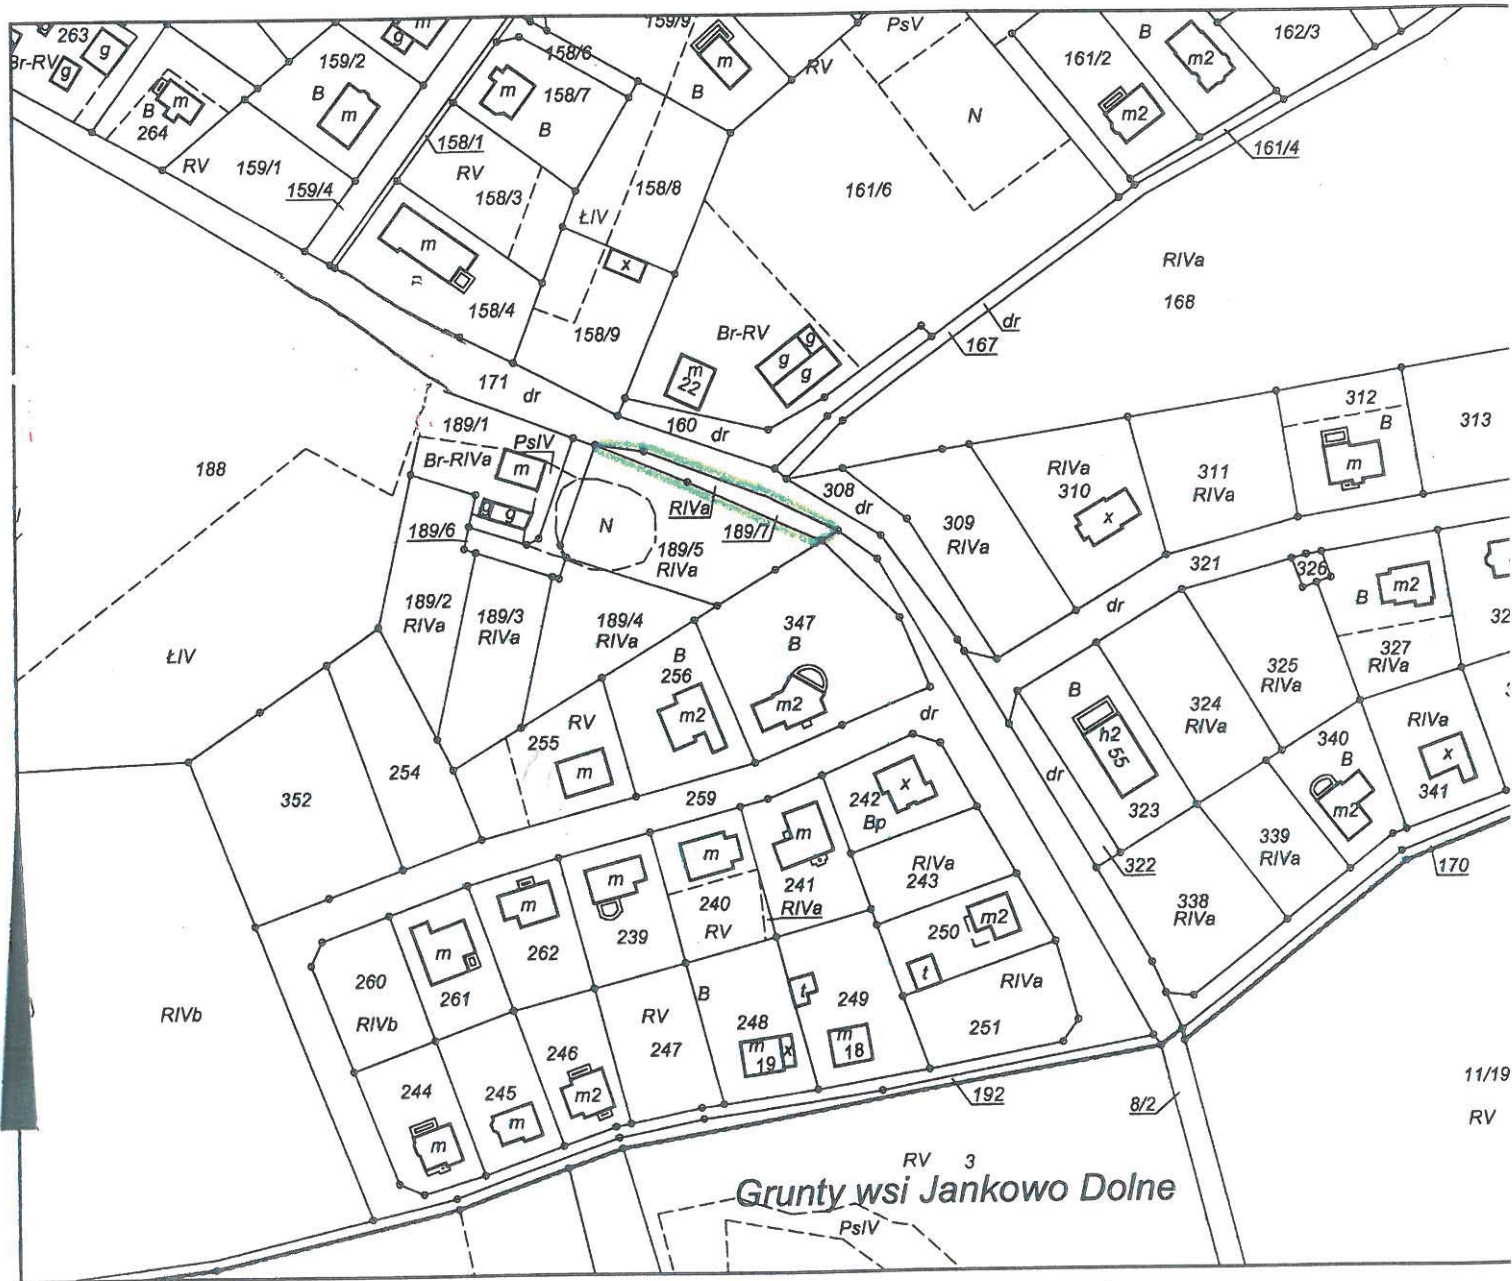 263
g
g
Br-RV
B
m
264
g
m
159/2
B
m
RV
159/1
159/4
158/1
m
158/7
B
158/6
159/9
B
m
RV
PsV
N
161/2
B
m2
m2
162/3
161/4
RV
158/3
ŁIV
158/8
161/6
m
158/4
x
158/9
RIVa
168
dr
167
Br-RV
g
g
g
m
22
171
dr
160
dr
188
189/1
PsIV
Br-RIVa
m
g
g
189/6
N
RIVa
189/7
189/5
RIVa
308
dr
309
RIVa
RIVa
310
x
311
RIVa
312
B
m
313
321
dr
326
B
m2
327
RIVa
32
325
RIVa
324
RIVa
189/2
RIVa
189/3
RIVa
189/4
RIVa
ŁIV
347
B
m2
B
256
m2
RV
255
m
dr
254
352
259
B
h2
55
323
dr
322
340
B
m2
RIVa
x
341
339
RIVa
338
RIVa
170
242
Bp
x
m
241
RIVa
RIVa
243
m
240
RV
m
239
m
262
m
261
260
RIVb
RIVb
250
m2
t
RIVa
251
249
m
18
t
B
248
m
19
x
RV
247
246
m2
245
m
244
m
192
8/2
11/19
RV
RV 3
Grunty wsi Jankowo Dolne
PsIV